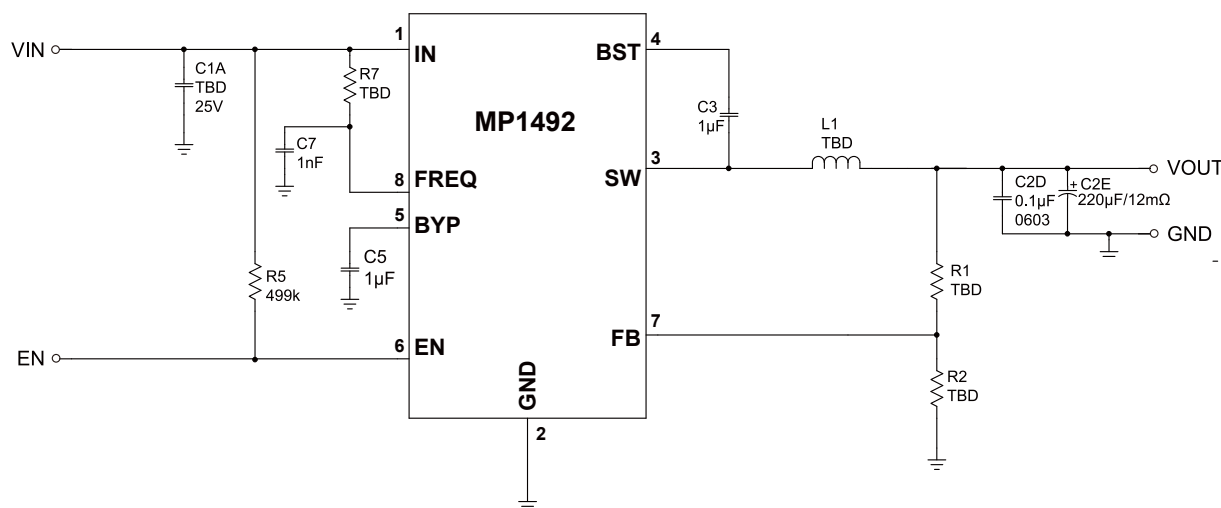 VIN
1
IN
C1A
TBD
25V
R7
TBD
C7
1nF
8
FREQ
5
BYP
C5
1µF
R5
499k
EN
6
EN
MP1492
GND
2
4
BST
C3
1µF
3
SW
L1
TBD
C2D
0.1µF
0603
+
C2E
220µF/12mΩ
VOUT
GND
-
R1
TBD
7
FB
R2
TBD